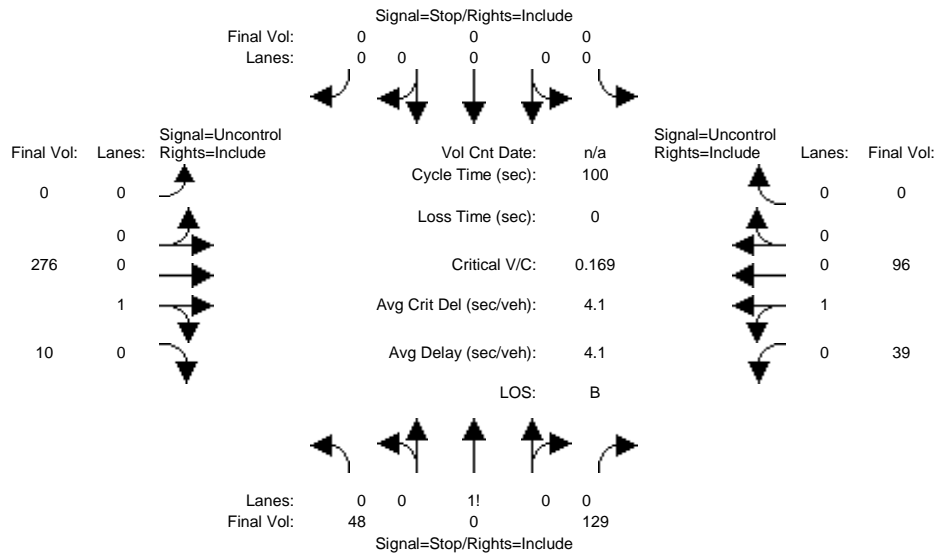 Signal=Stop/Rights=Include
Final Vol: 0 0 0
Lanes: 0 0 0 0 0
Signal=Uncontrol Signal=Uncontrol
Final Vol: Lanes: Rights=Include Vol Cnt Date: n/a Rights=Include Lanes: Final Vol:
Cycle Time (sec): 100
0 0 0 0
Loss Time (sec): 0
0 0
276 0 Critical V/C: 0.169 0 96
1 Avg Crit Del (sec/veh): 4.1 1
10 0 Avg Delay (sec/veh): 4.1 0 39
LOS: B
Lanes: 0 0 1! 0 0
Final Vol: 48 0 129
Signal=Stop/Rights=Include